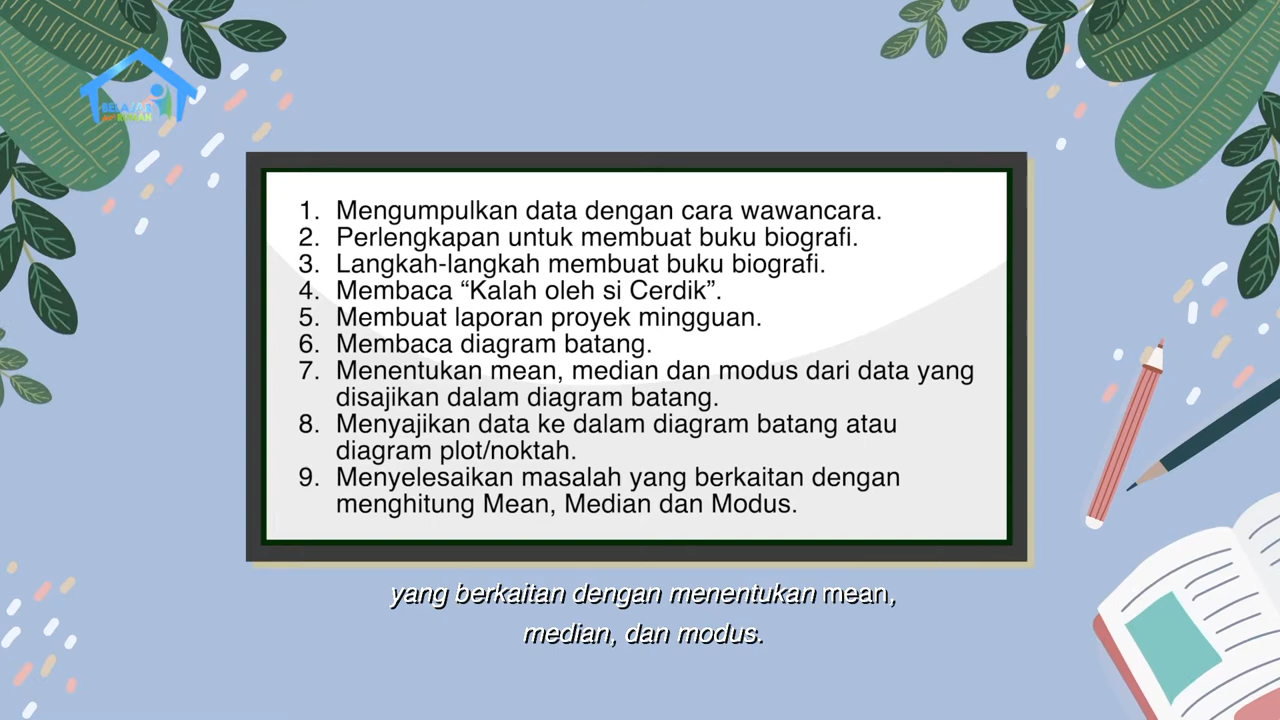 BELAJAR
DARI RUMAH
1. Mengumpulkan data dengan cara wawancara.
2. Perlengkapan untuk membuat buku biografi.
3. Langkah-langkah membuat buku biografi.
4. Membaca “Kalah oleh si Cerdik”.
5. Membuat laporan proyek mingguan.
6. Membaca diagram batang.
7. Menentukan mean, median dan modus dari data yang
disajikan dalam diagram batang.
8. Menyajikan data ke dalam diagram batang atau
diagram plot/noktah.
9. Menyelesaikan masalah yang berkaitan dengan
menghitung Mean, Median dan Modus.
yang berkaitan dengan menentukan mean,
median, dan modus.